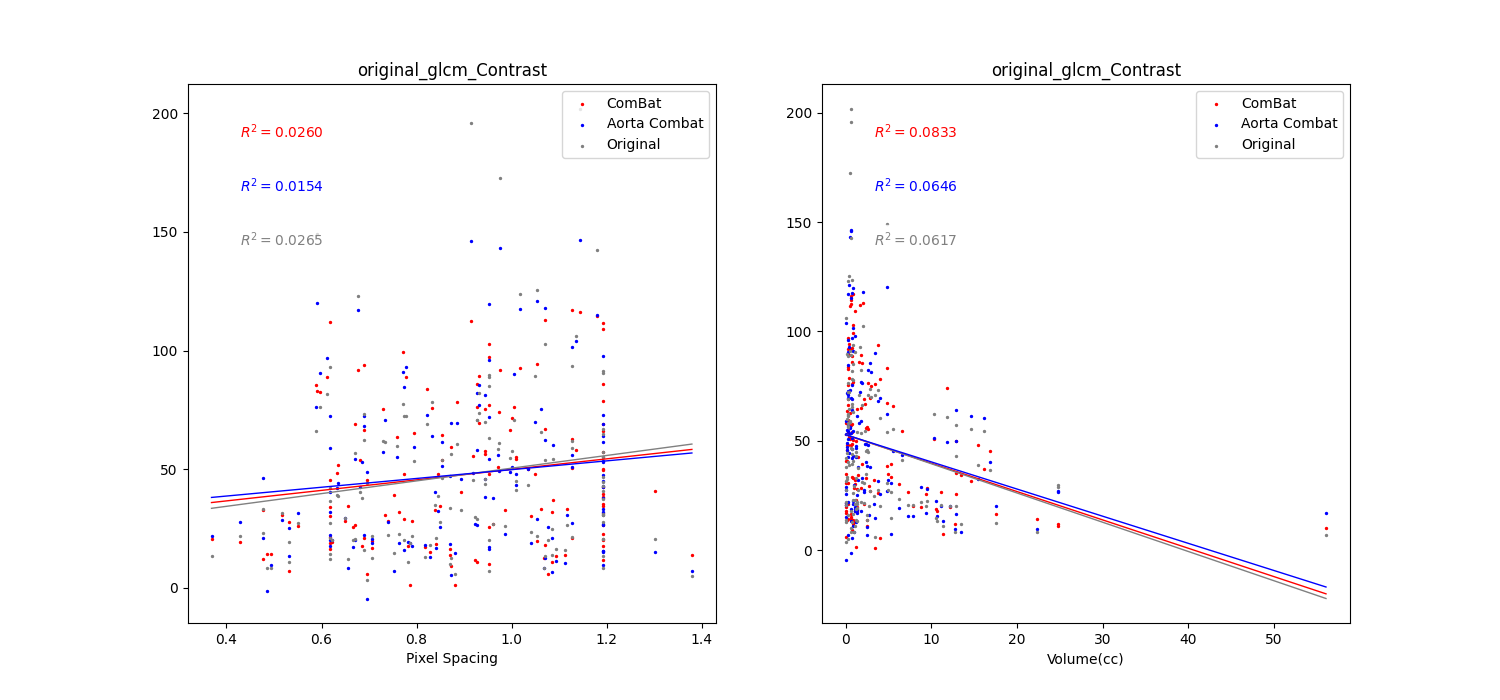 original_glcm_Contrast
200
150
100
50
0
0.4 0.6 0.8 1.0 1.2 1.4
Pixel Spacing
R² = 0.0260
R² = 0.0154
R² = 0.0265
ComBat
Aorta Combat
Original
original_glcm_Contrast
200
150
100
50
0
0 10 20 30 40 50
Volume(cc)
R² = 0.0833
R² = 0.0646
R² = 0.0617
ComBat
Aorta Combat
Original